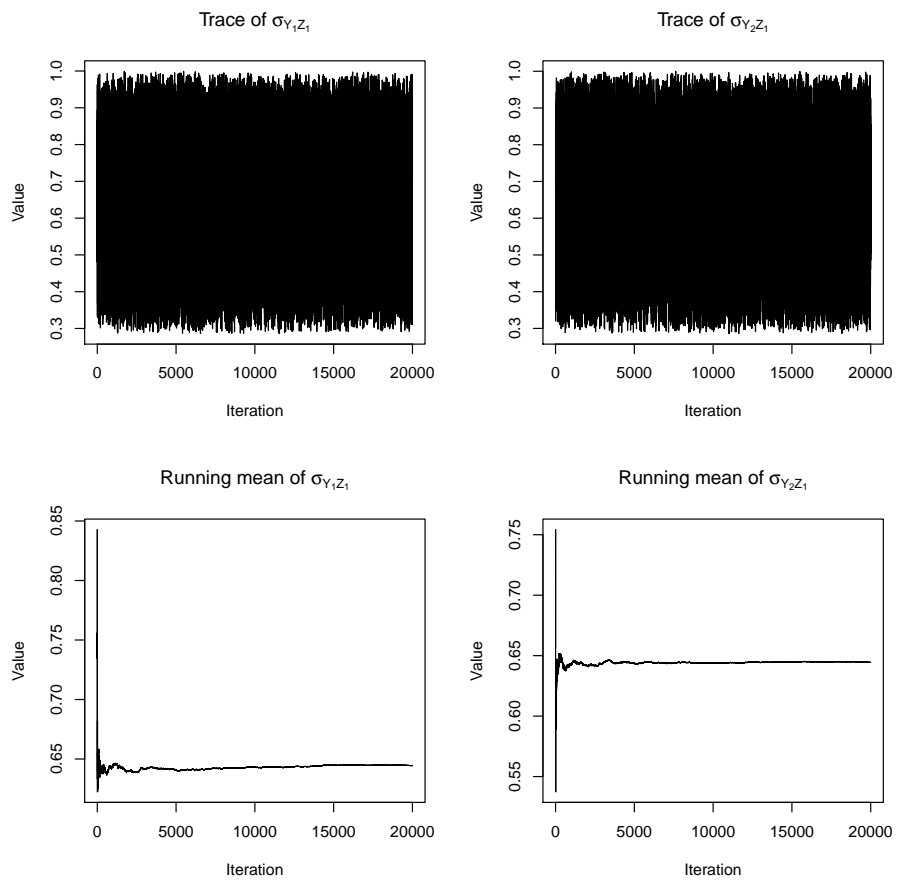 Trace of σY₁Z₁
Value
1.0
0.9
0.8
0.7
0.6
0.5
0.4
0.3
0 5000 10000 15000 20000
Iteration
Trace of σY₂Z₁
Value
1.0
0.9
0.8
0.7
0.6
0.5
0.4
0.3
0 5000 10000 15000 20000
Iteration
Running mean of σY₁Z₁
Value
0.85
0.80
0.75
0.70
0.65
0 5000 10000 15000 20000
Iteration
Running mean of σY₂Z₁
Value
0.75
0.70
0.65
0.60
0.55
0 5000 10000 15000 20000
Iteration